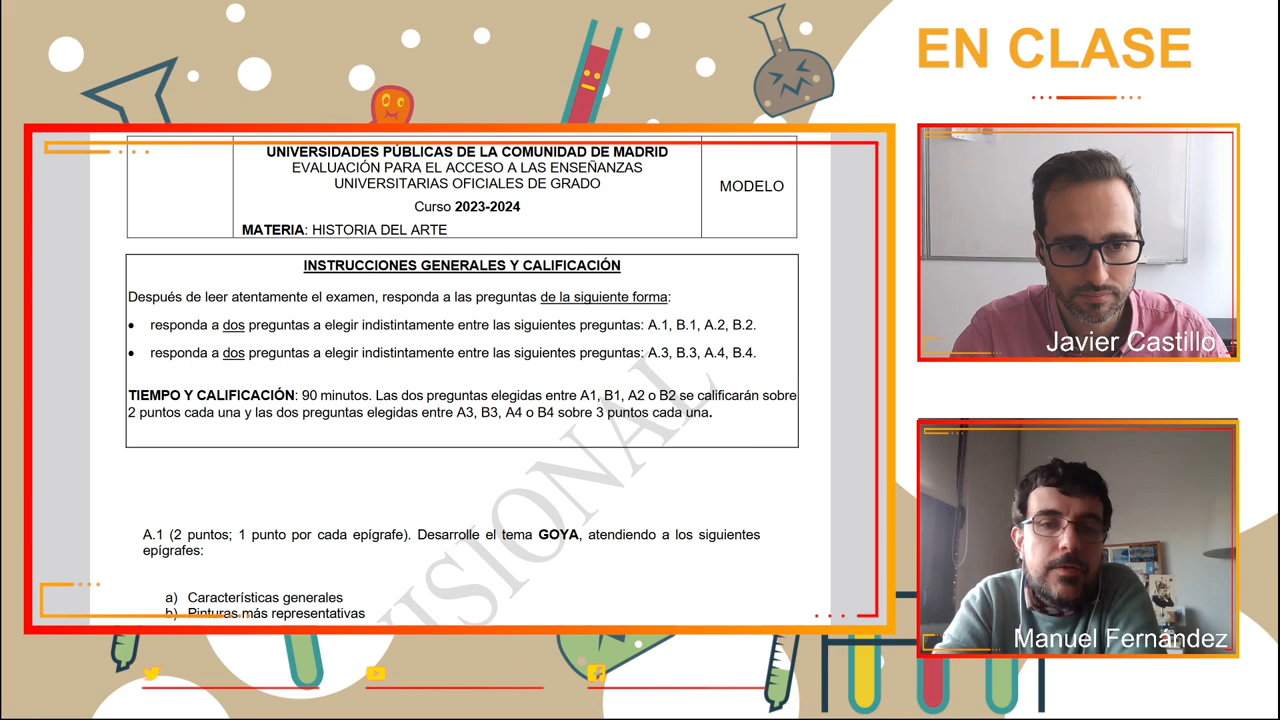 EN CLASE
UNIVERSIDADES PÚBLICAS DE LA COMUNIDAD DE MADRID
EVALUACIÓN PARA EL ACCESO A LAS ENSEÑANZAS
UNIVERSITARIAS OFICIALES DE GRADO
Curso 2023-2024
MATERIA: HISTORIA DEL ARTE
MODELO
INSTRUCCIONES GENERALES Y CALIFICACIÓN
Después de leer atentamente el examen, responda a las preguntas de la siguiente forma:
• responda a dos preguntas a elegir indistintamente entre las siguientes preguntas: A.1, B.1, A.2, B.2.
• responda a dos preguntas a elegir indistintamente entre las siguientes preguntas: A.3, B.3, A.4, B.4.
TIEMPO Y CALIFICACIÓN: 90 minutos. Las dos preguntas elegidas entre A1, B1, A2 o B2 se calificarán sobre
2 puntos cada una y las dos preguntas elegidas entre A3, B3, A4 o B4 sobre 3 puntos cada una.
VISIONAL
A.1 (2 puntos; 1 punto por cada epígrafe). Desarrolle el tema GOYA, atendiendo a los siguientes
epígrafes:
a) Características generales
b) Pinturas más representativas
Javier Castillo
Manuel Fernández